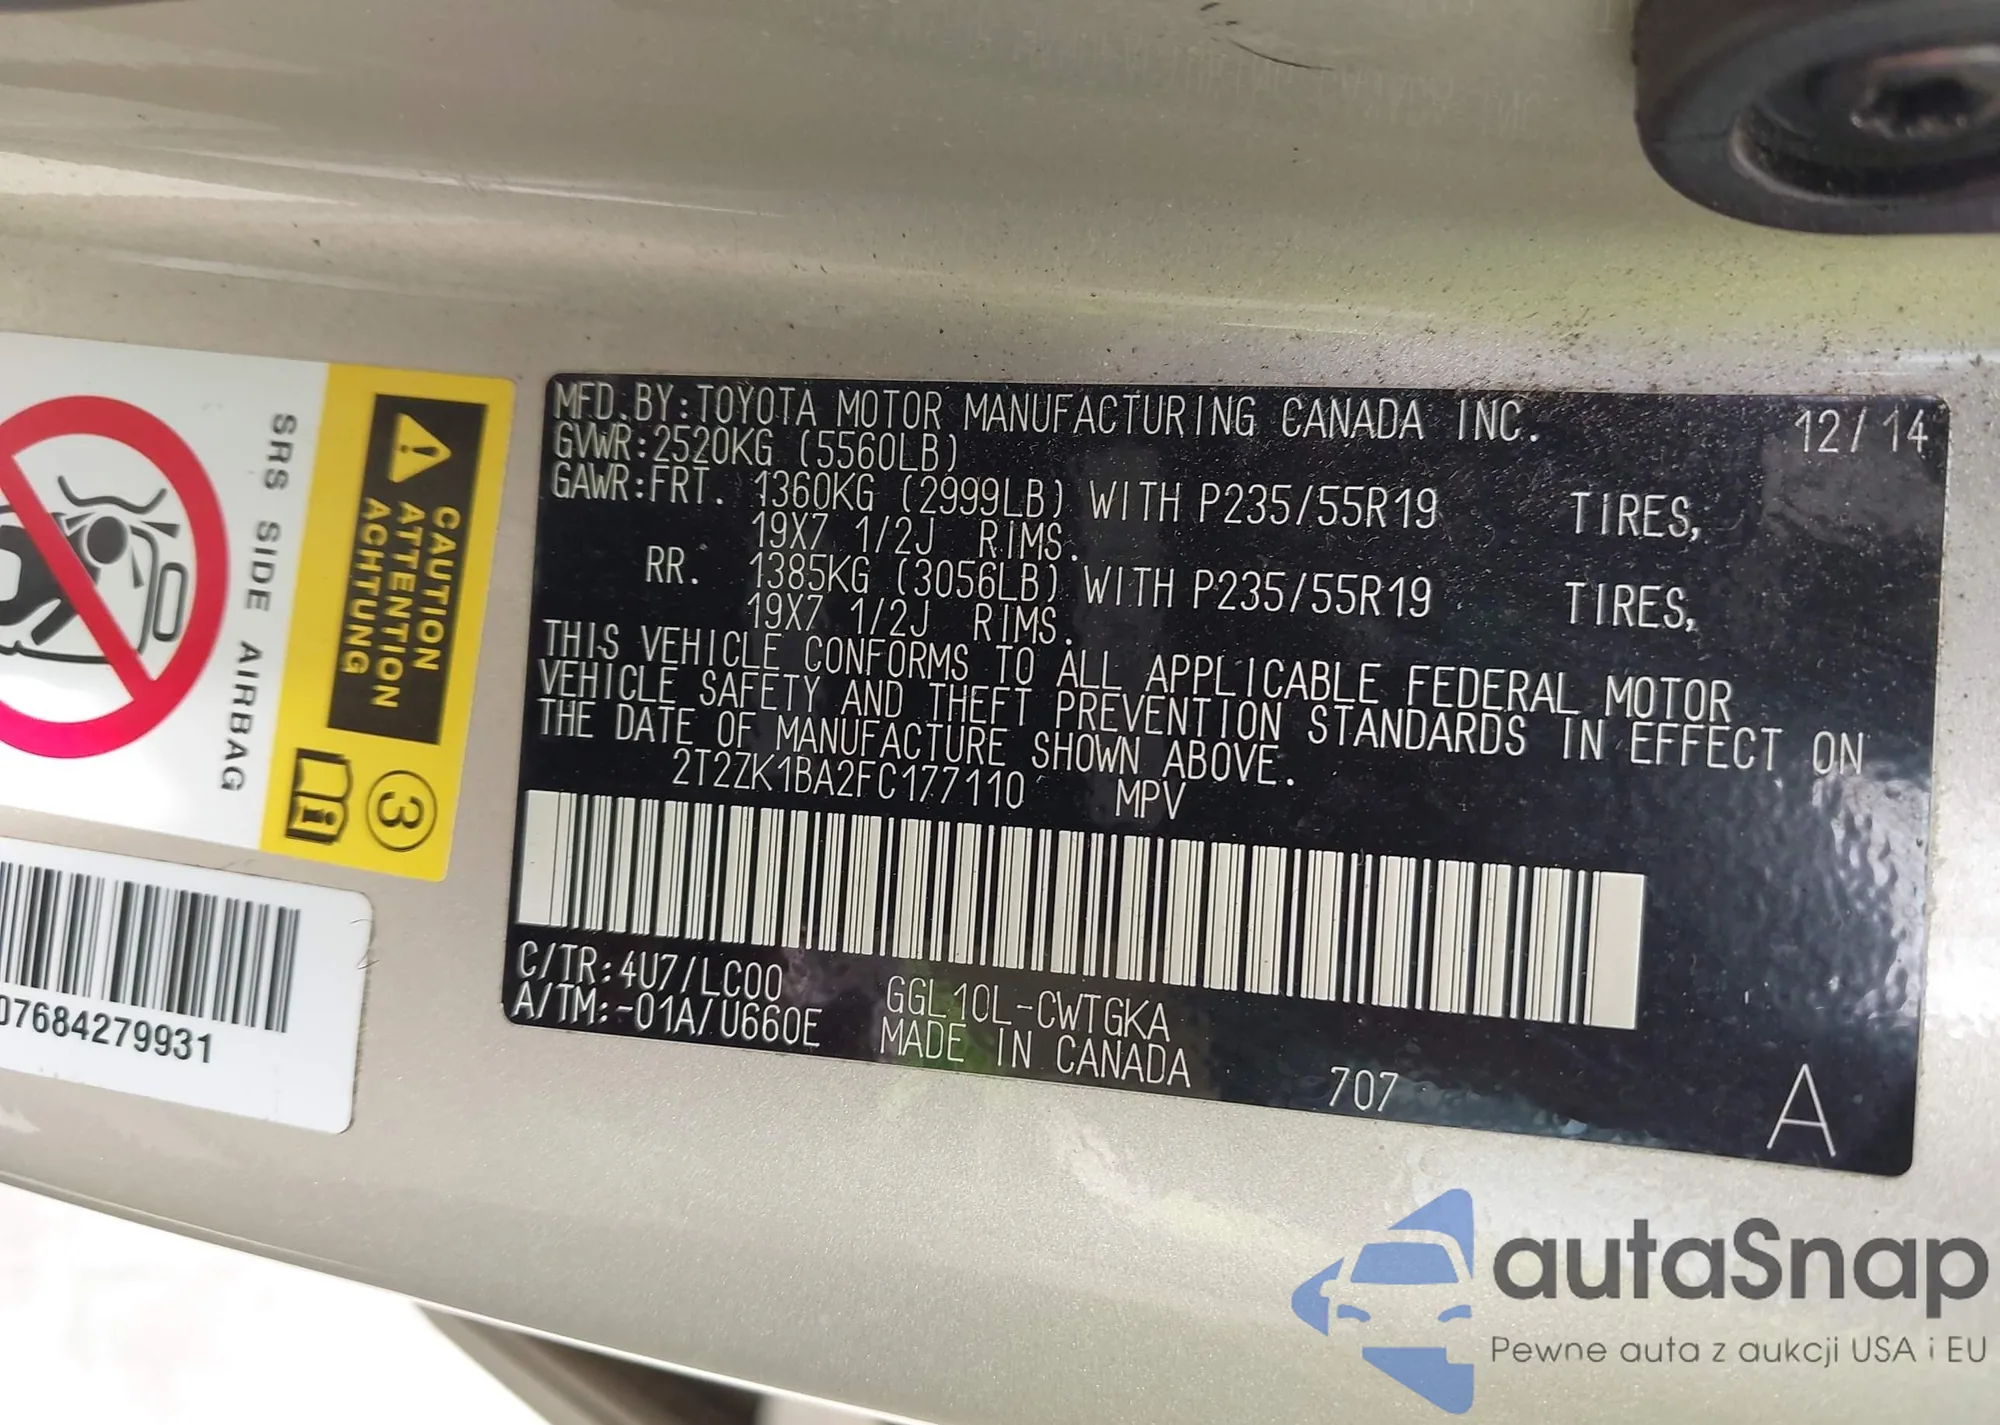 MFD.BY:TOYOTA MOTOR MANUFACTURING CANADA INC. 12/14
GVWR:2520KG (5560LB)
GAWR:FRT. 1360KG (2999LB) WITH P235/55R19 TIRES,
19X7 1/2J RIMS.
RR. 1385KG (3056LB) WITH P235/55R19 TIRES,
19X7 1/2J RIMS.
THIS VEHICLE CONFORMS TO ALL APPLICABLE FEDERAL MOTOR
VEHICLE SAFETY AND THEFT PREVENTION STANDARDS IN EFFECT ON
THE DATE OF MANUFACTURE SHOWN ABOVE.
2T2ZK1BA2FC177110 MPV
C/TR:4U7/LC00 GGL10L-CWTGKA
A/TM:-01A/U660E MADE IN CANADA 707 A
CAUTION
ATTENTION
ACHTUNG
SRS SIDE AIRBAG
3
i
07684279931
autaSnap
Pewne auta z aukcji USA i EU